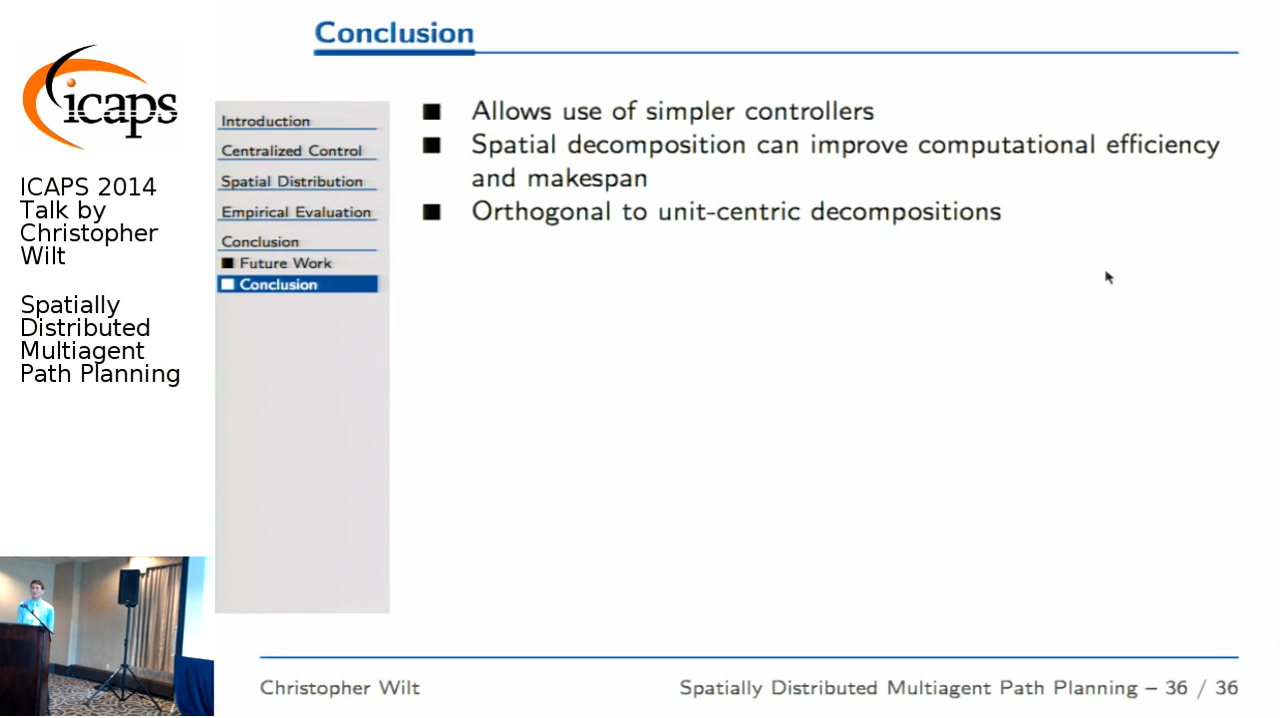 Conclusion
icaps
ICAPS 2014
Talk by
Christopher
Wilt
Spatially
Distributed
Multiagent
Path Planning
Introduction
Centralized Control
Spatial Distribution
Empirical Evaluation
Conclusion
Future Work
Conclusion
Allows use of simpler controllers
Spatial decomposition can improve computational efficiency
and makespan
Orthogonal to unit-centric decompositions
Christopher Wilt
Spatially Distributed Multiagent Path Planning – 36 / 36